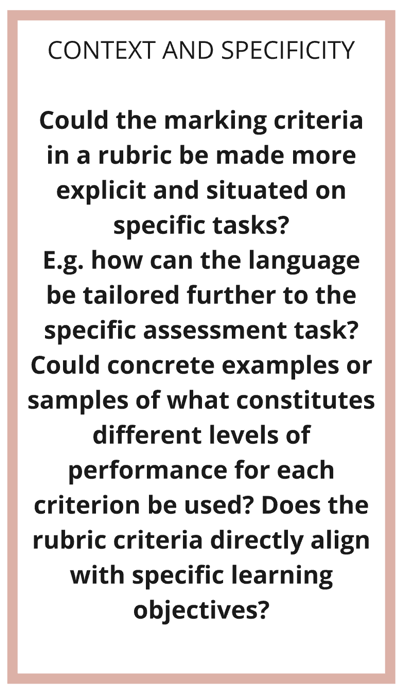 CONTEXT AND SPECIFICITY
Could the marking criteria
in a rubric be made more
explicit and situated on
specific tasks?
E.g. how can the language
be tailored further to the
specific assessment task?
Could concrete examples or
samples of what constitutes
different levels of
performance for each
criterion be used? Does the
rubric criteria directly align
with specific learning
objectives?